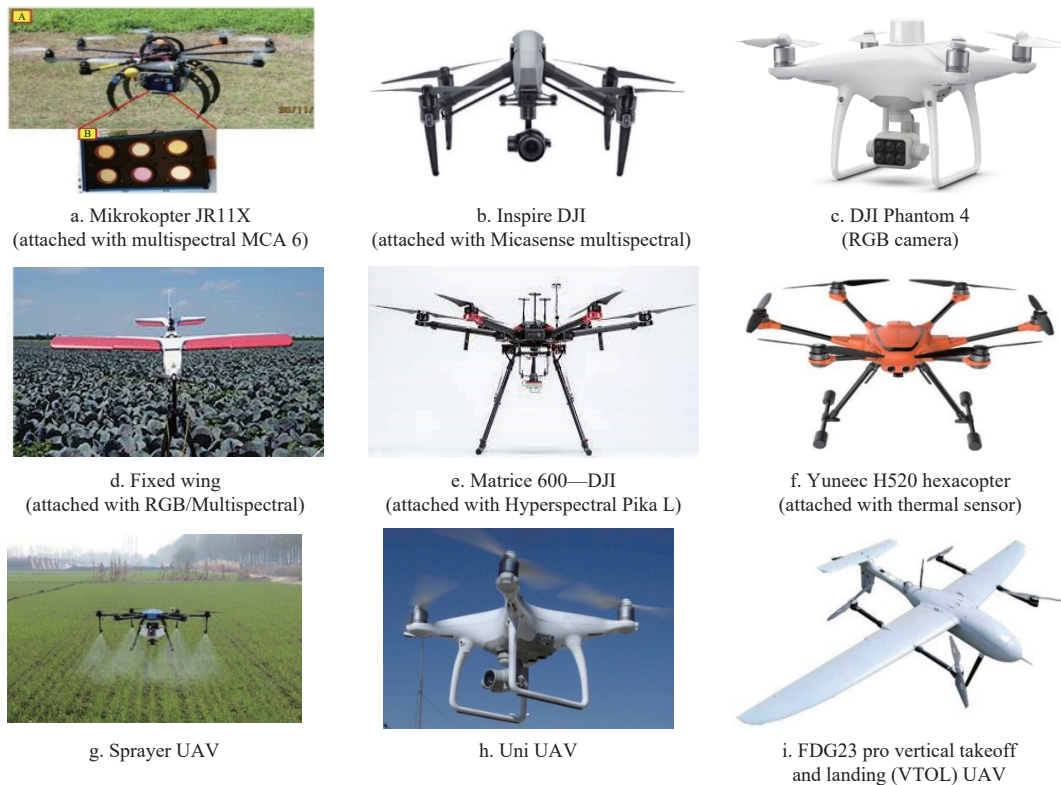 A
20/11/
B
a. Mikrokopter JR11X
(attached with multispectral MCA 6)
b. Inspire DJI
(attached with Micasense multispectral)
c. DJI Phantom 4
(RGB camera)
d. Fixed wing
(attached with RGB/Multispectral)
e. Matrice 600—DJI
(attached with Hyperspectral Pika L)
f. Yuneec H520 hexacopter
(attached with thermal sensor)
g. Sprayer UAV
h. Uni UAV
i. FDG23 pro vertical takeoff
and landing (VTOL) UAV